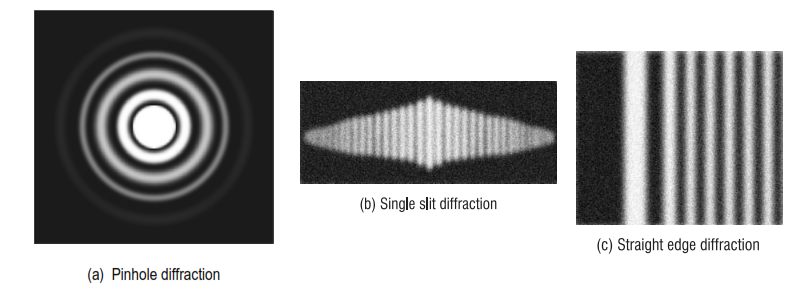 (a) Pinhole diffraction
(b) Single slit diffraction
(c) Straight edge diffraction